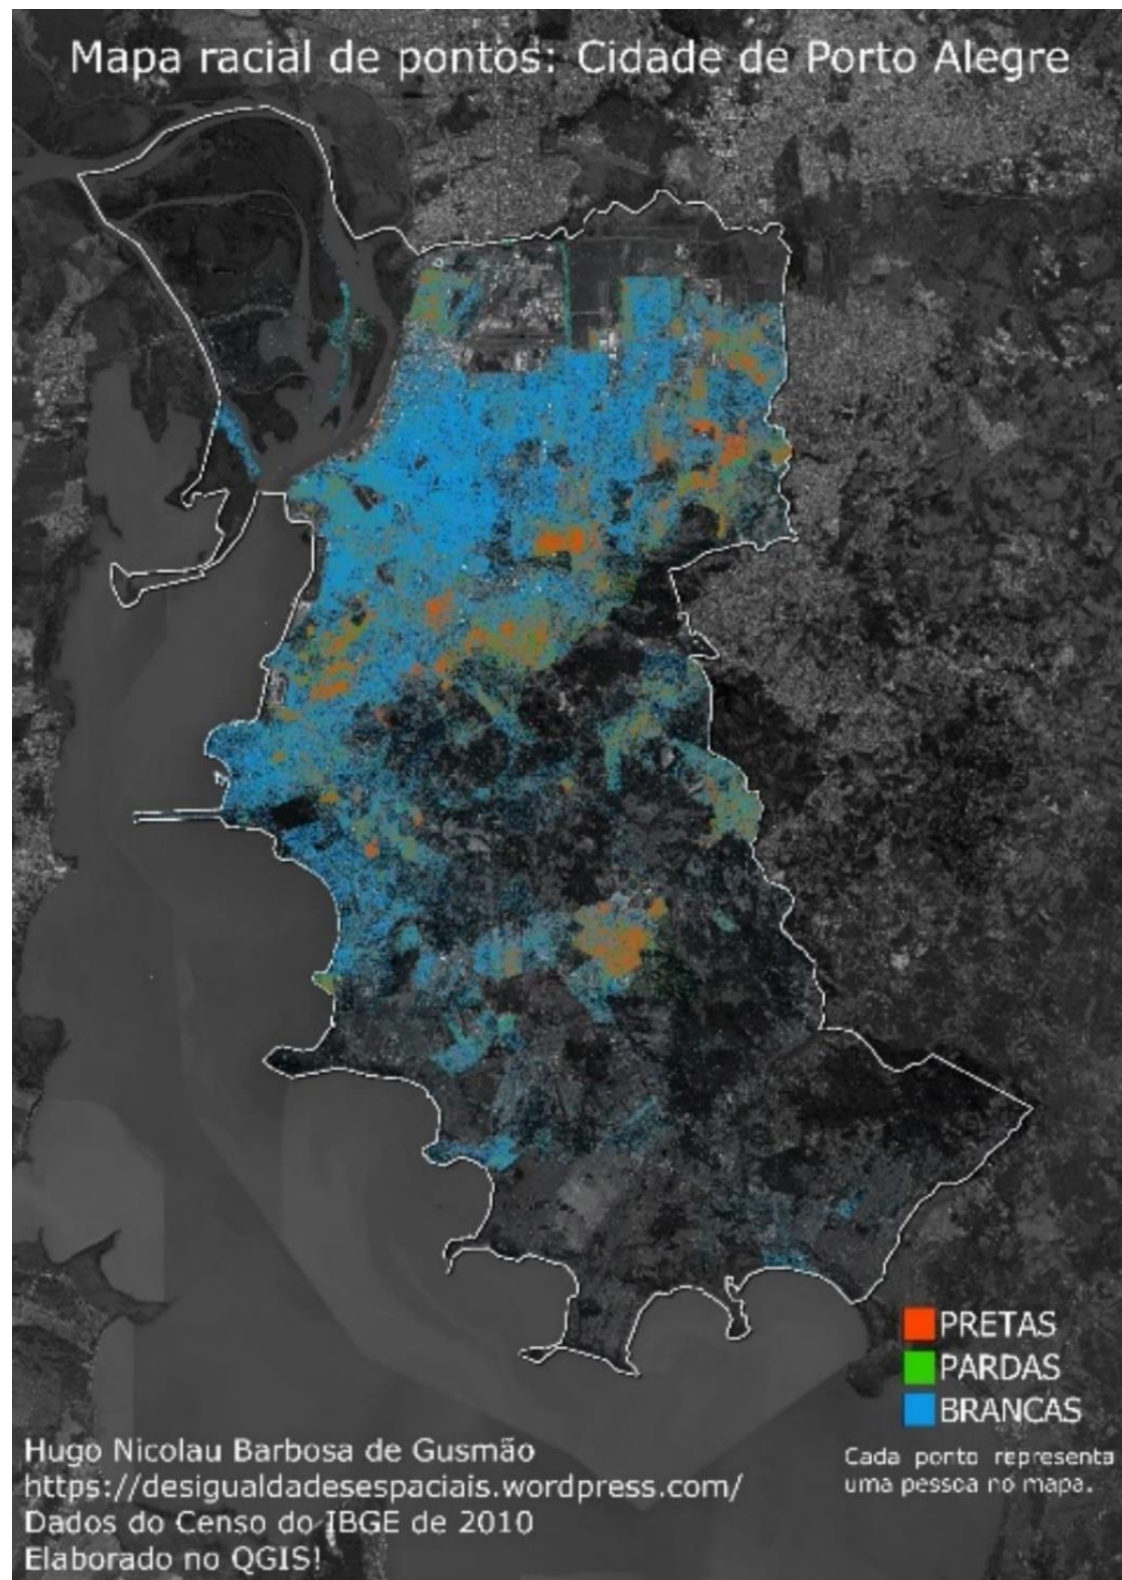 Mapa racial de pontos: Cidade de Porto Alegre
PRETAS
PARDAS
BRANCAS
Cada ponto representa
uma pessoa no mapa.
Hugo Nicolau Barbosa de Gusmão
https://desigualdadesespaciais.wordpress.com/
Dados do Censo do IBGE de 2010
Elaborado no QGIS!